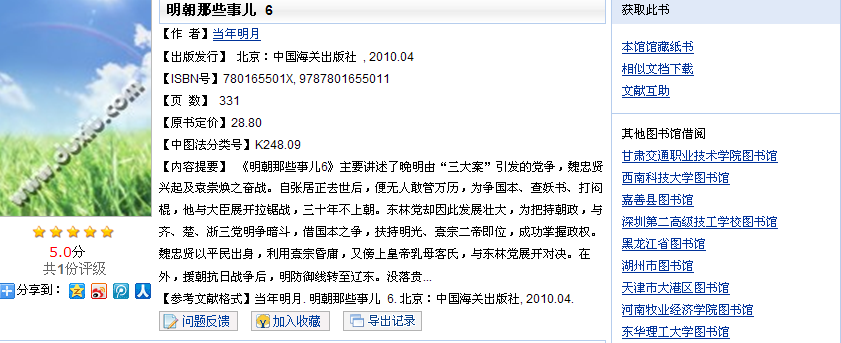 明朝那些事儿 6
【作 者】当年明月
【出版发行】 北京：中国海关出版社 , 2010.04
【ISBN号】780165501X, 9787801655011
【页 数】 331
【原书定价】28.80
【中图法分类号】K248.09
【内容提要】 《明朝那些事儿6》主要讲述了晚明由“三大案”引发的党争，魏忠贤
兴起及袁崇焕之奋战。自张居正去世后，便无人敢管万历，为争国本、查妖书、打闷
棍，他与大臣展开拉锯战，三十年不上朝。东林党却因此发展壮大，为把持朝政，与
齐、楚、浙三党明争暗斗，借国本之争，扶持明光、熹宗二帝即位，成功掌握政权。
魏忠贤以平民出身，利用熹宗昏庸，又傍上皇帝乳母客氏，与东林党展开对决。在
外，援朝抗日战争后，明防御线转至辽东。没落贵...
【参考文献格式】当年明月. 明朝那些事儿 6. 北京：中国海关出版社, 2010.04.
问题反馈 加入收藏 导出记录
www.duxiu.com
5.0分
共1份评级
分享到：
获取此书
本馆馆藏纸书
相似文档下载
文献互助
其他图书馆借阅
甘肃交通职业技术学院图书馆
西南科技大学图书馆
嘉善县图书馆
深圳第二高级技工学校图书馆
黑龙江省图书馆
湖州市图书馆
天津市大港区图书馆
河南牧业经济学院图书馆
东华理工大学图书馆